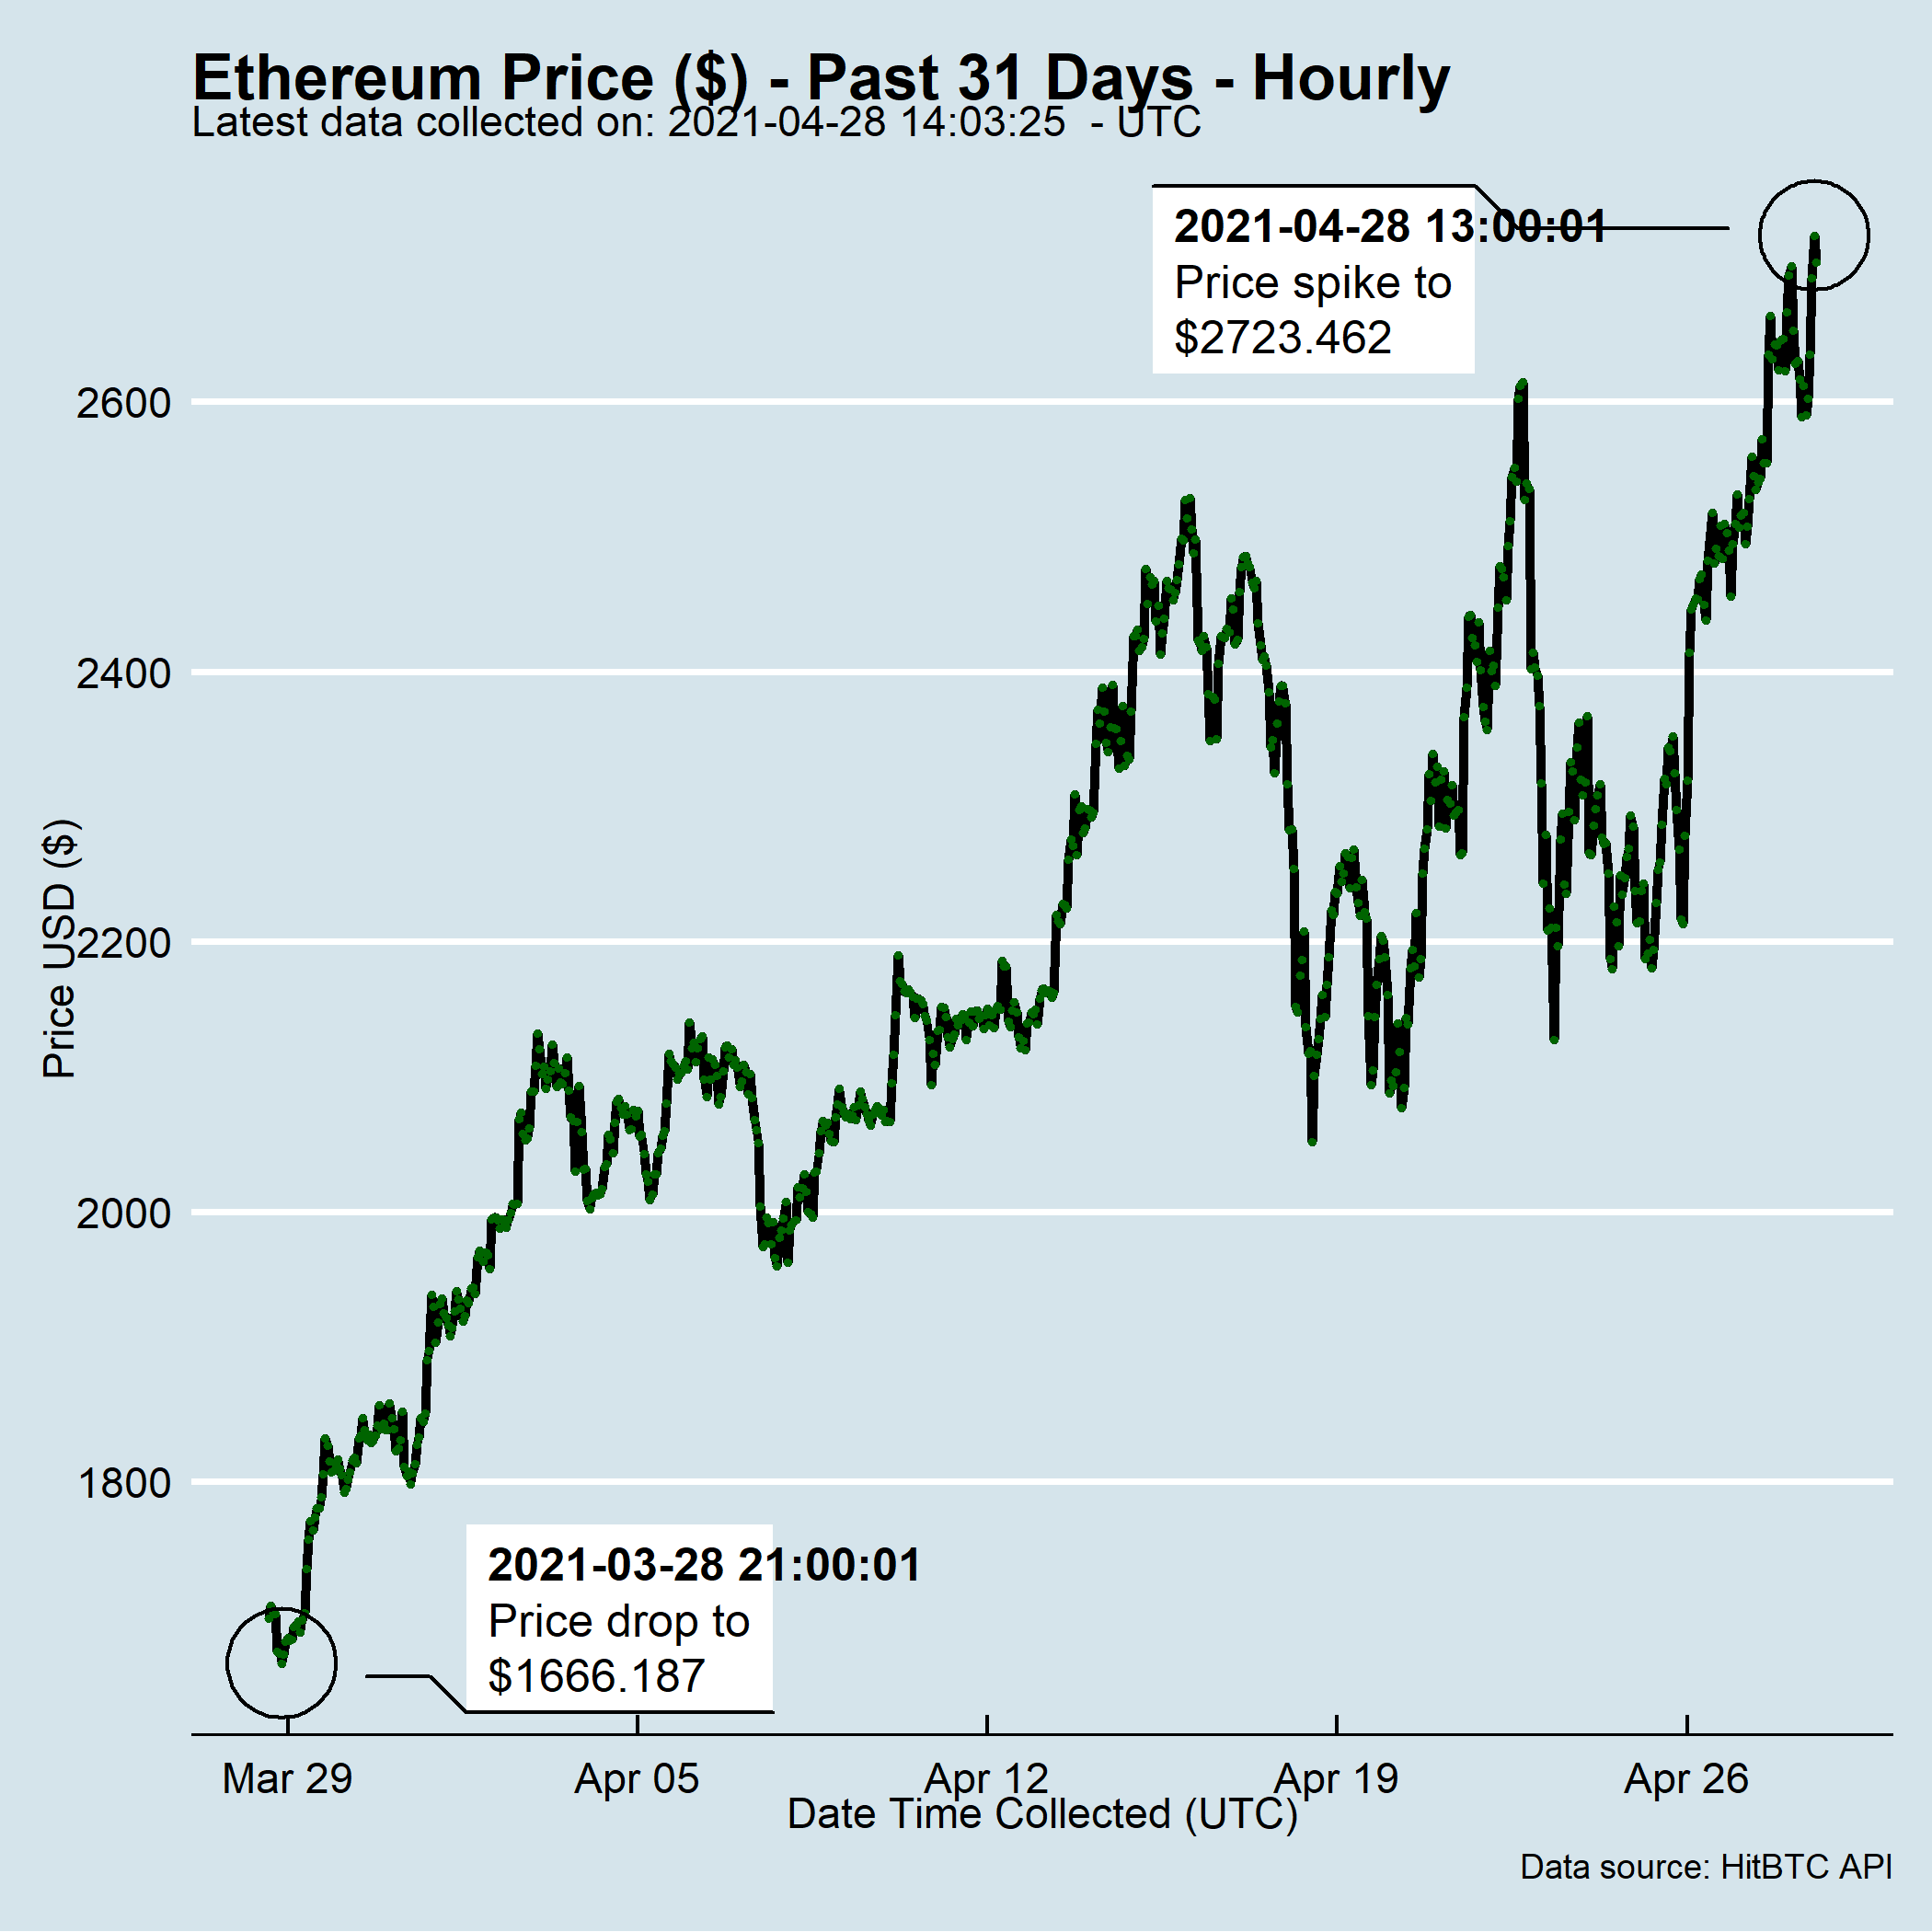 Ethereum Price ($) - Past 31 Days - Hourly
Latest data collected on: 2021-04-28 14:03:25  - UTC
2021-04-28 13:00:01
Price spike to
$2723.462
2600
2400
2200
2000
1800
Price USD ($)
2021-03-28 21:00:01
Price drop to
$1666.187
Mar 29 Apr 05 Apr 12 Apr 19 Apr 26
Date Time Collected (UTC)
Data source: HitBTC API